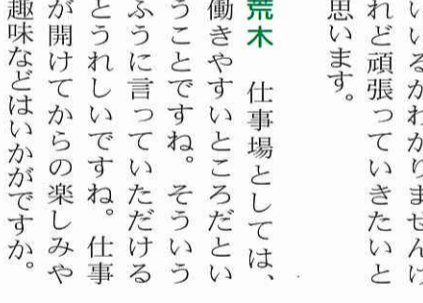 いいるかわかりませんけ
れど頑張っていきたいと
思います。
荒木　仕事場としては、
働きやすいところだとい
うことですね。そういう
ふうに言っていただける
とうれしいですね。仕事
が開けてからの楽しみや
趣味などはいかがですか。